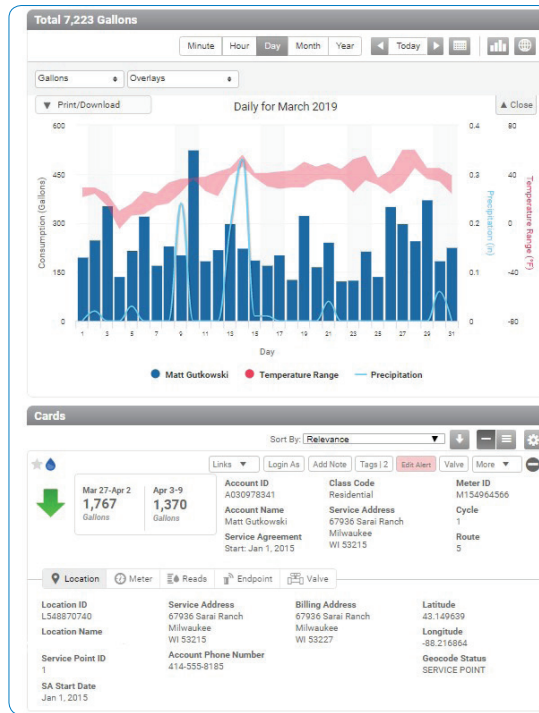 Total 7,223 Gallons
Minute Hour Day Month Year Today
Gallons Overlays
Print/Download Daily for March 2019 Close
600 0.4 80
450 0.3 40
300 0.2 0
150 0.1 -40
0 0 -80
Consumption (Gallons)
Precipitation (in)
Temperature Range (°F)
1 3 5 7 9 11 13 15 17 19 21 23 25 27 29 31
Day
Matt Gutkowski Temperature Range Precipitation
Cards
Sort By: Relevance
Links Login As Add Note Tags | 2 Edit Alert Valve More
Mar 27-Apr 2 Apr 3-9
1,767 1,370
Gallons Gallons
Account ID Class Code Meter ID
A030978341 Residential M154964566
Account Name Service Address Cycle
Matt Gutkowski 67936 Sarai Ranch 1
Service Agreement Milwaukee Route
Start: Jan 1, 2015 WI 53215 5
Location Meter Reads Endpoint Valve
Location ID Service Address Billing Address Latitude
L548870740 67936 Sarai Ranch 67936 Sarai Ranch 43.149639
Location Name Milwaukee Milwaukee Longitude
WI 53215 WI 53227 -88.216864
Service Point ID Account Phone Number Geocode Status
1 414-555-8185 SERVICE POINT
SA Start Date
Jan 1, 2015